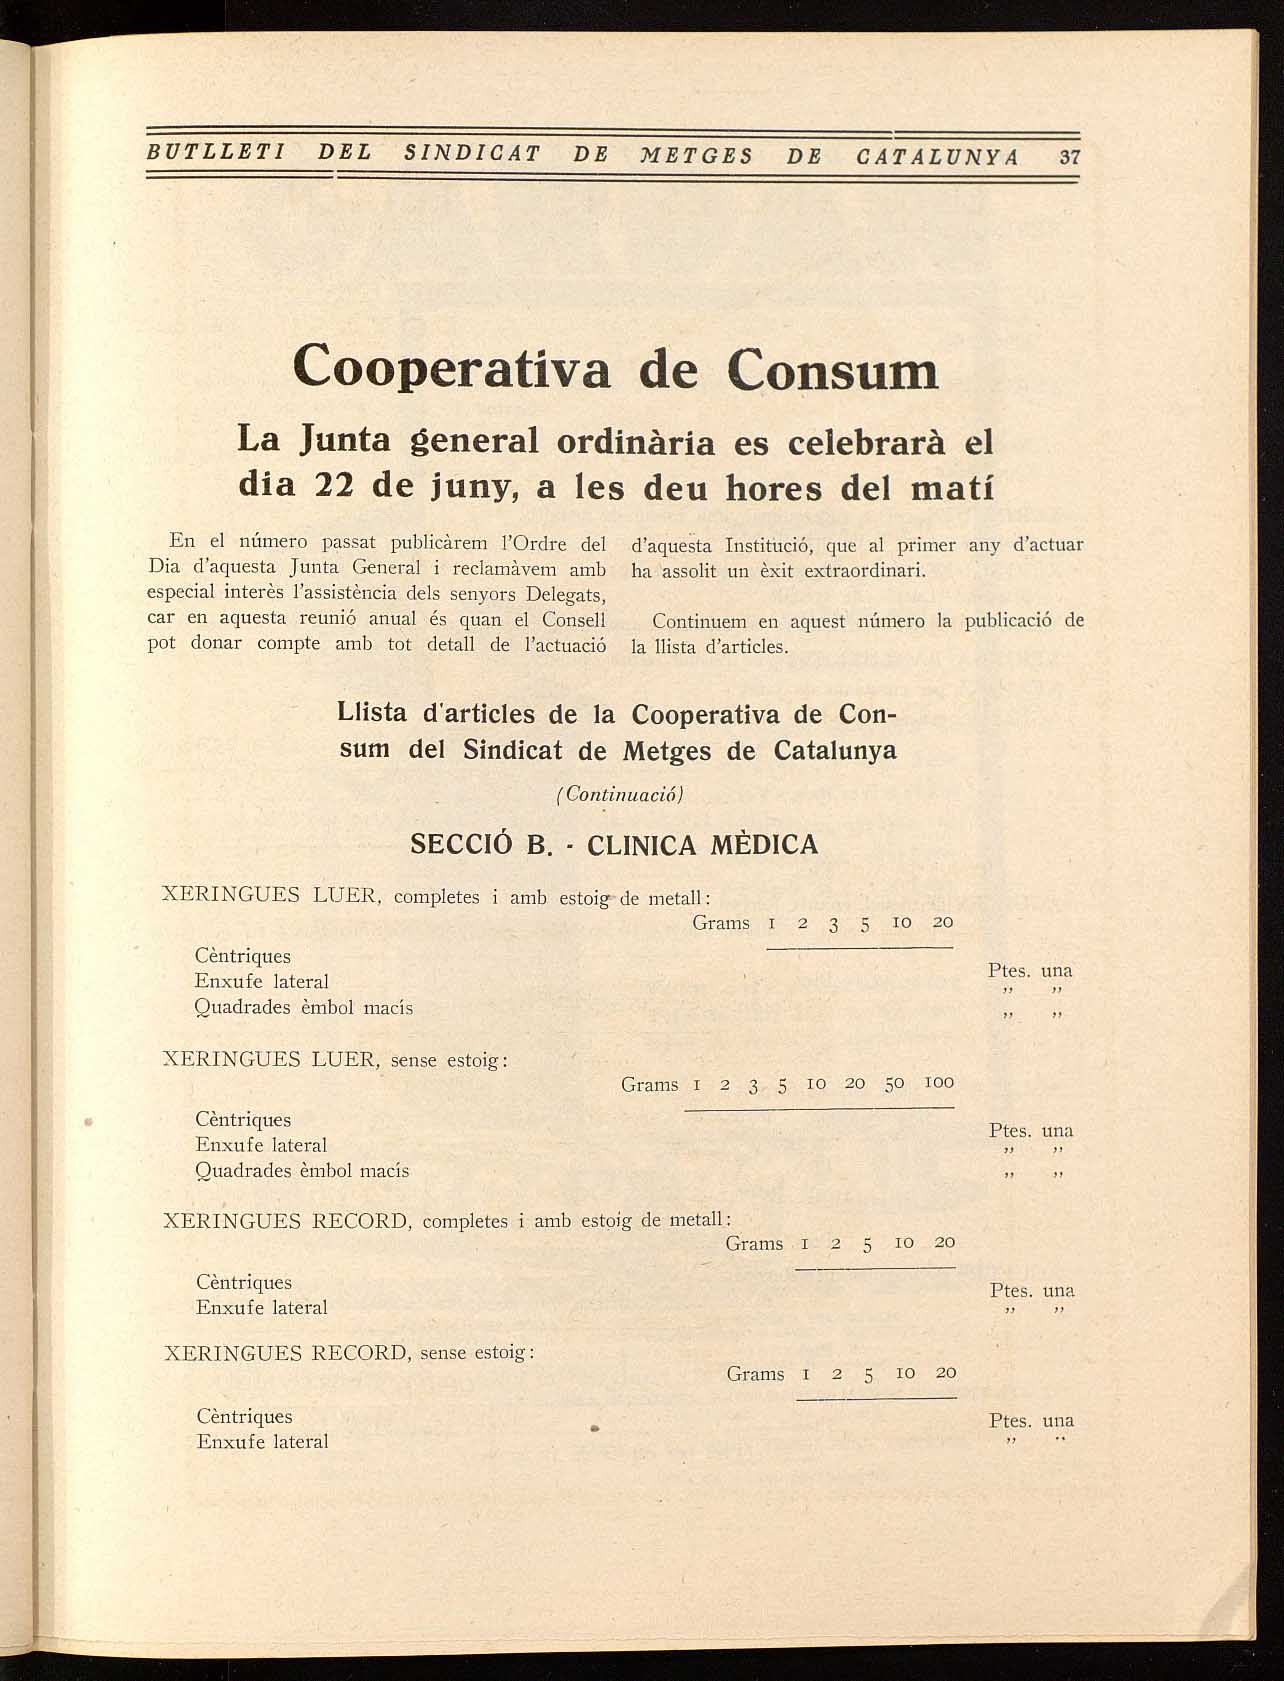 BUTLLETI DEL SINDICAT DE METGES DE CATALUNYA 37
Cooperativa de Consum
La Junta general ordinària es celebrarà el
dia 22 de juny, a les deu hores del matí
En el número passat publicàrem l'Ordre del
Dia d'aquesta Junta General i reclamàvem amb
especial interès l'assistència dels senyors Delegats,
car en aquesta reunió anual és quan el Consell
pot donar compte amb tot detall de l'actuació
d'aquesta Institució, que al primer any d'actuar
ha assolit un èxit extraordinari.
Continuem en aquest número la publicació de
la llista d'articles.
Llista d'articles de la Cooperativa de Con-
sum del Sindicat de Metges de Catalunya
(Continuació)
SECCIÓ B. - CLINICA MÈDICA
XERINGUES LUER, completes i amb estoig de metall:
Grams 1 2 3 5 10 20
Cèntriques
Ptes. una
Enxufe lateral
" "
Quadrades èmbol macís
" "
XERINGUES LUER, sense estoig:
Grams 1 2 3 5 10 20 50 100
Cèntriques
Ptes. una
Enxufe lateral
" "
Quadrades èmbol macís
" "
XERINGUES RECORD, completes i amb estoig de metall:
Grams 1 2 5 10 20
Cèntriques
Ptes. una
Enxufe lateral
" "
XERINGUES RECORD, sense estoig:
Grams 1 2 5 10 20
Cèntriques
Ptes. una
Enxufe lateral
" "